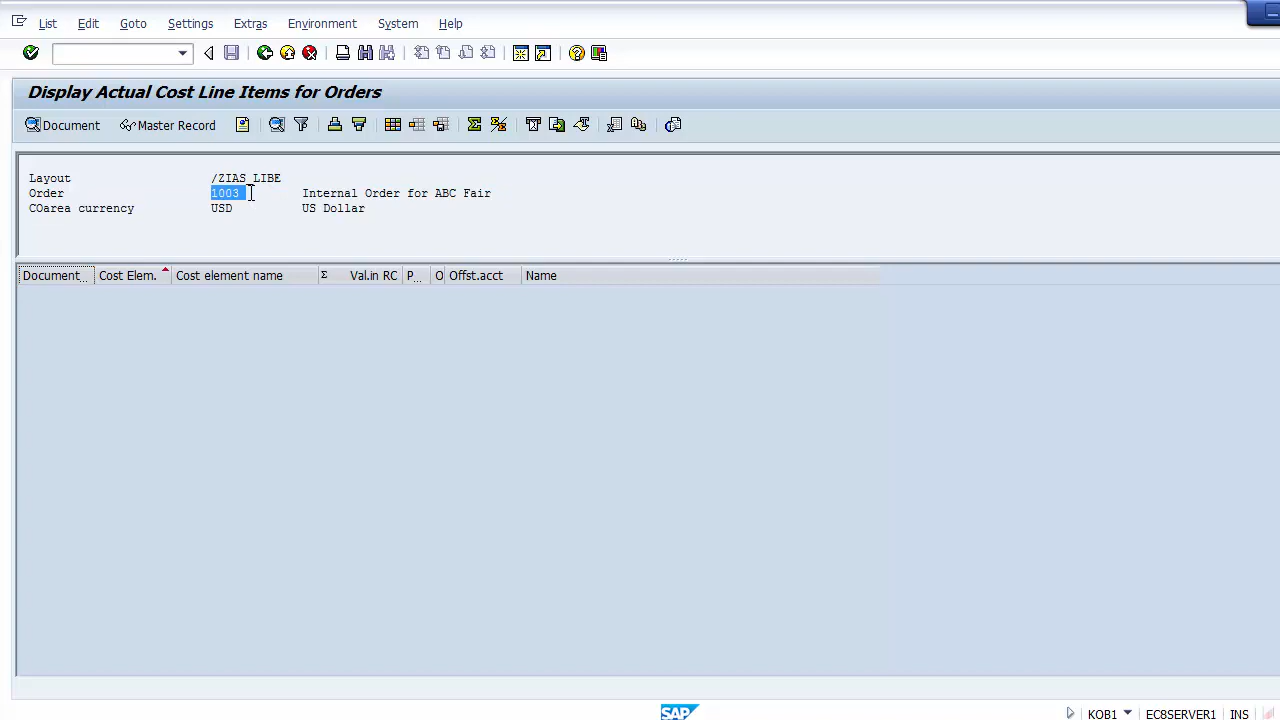 List Edit Goto Settings Extras Environment System Help
Display Actual Cost Line Items for Orders
Document Master Record
Layout /ZIAS_LIBE
Order 1003 Internal Order for ABC Fair
COarea currency USD US Dollar
Document... Cost Elem. Cost element name Σ Val.in RC P... O Offst.acct Name
SAP KOB1 EC8SERVER1 INS